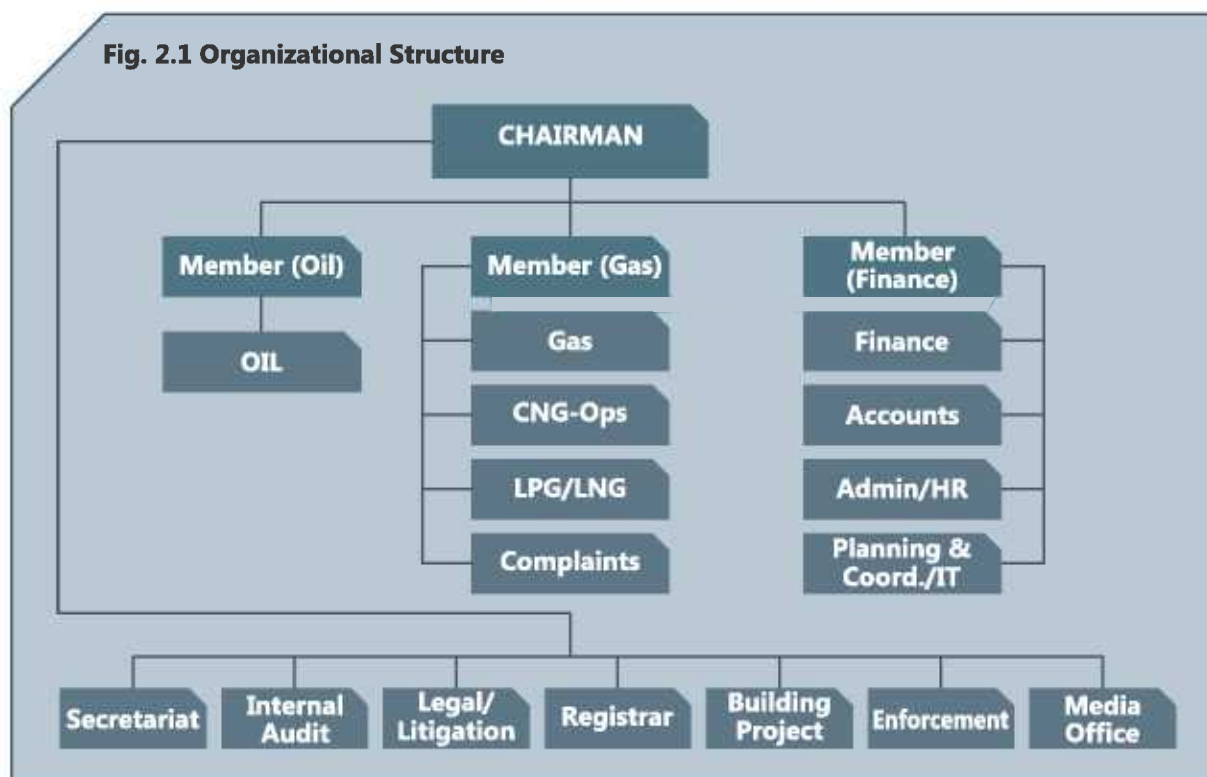 Fig. 2.1 Organizational Structure
CHAIRMAN
Member (Oil)
Member (Gas)
Member
(Finance)
OIL
Gas
Finance
CNG-Ops
Accounts
LPG/LNG
Admin/HR
Complaints
Planning &
Coord./IT
Secretariat
Internal
Audit
Legal/
Litigation
Registrar
Building
Project
Enforcement
Media
Office